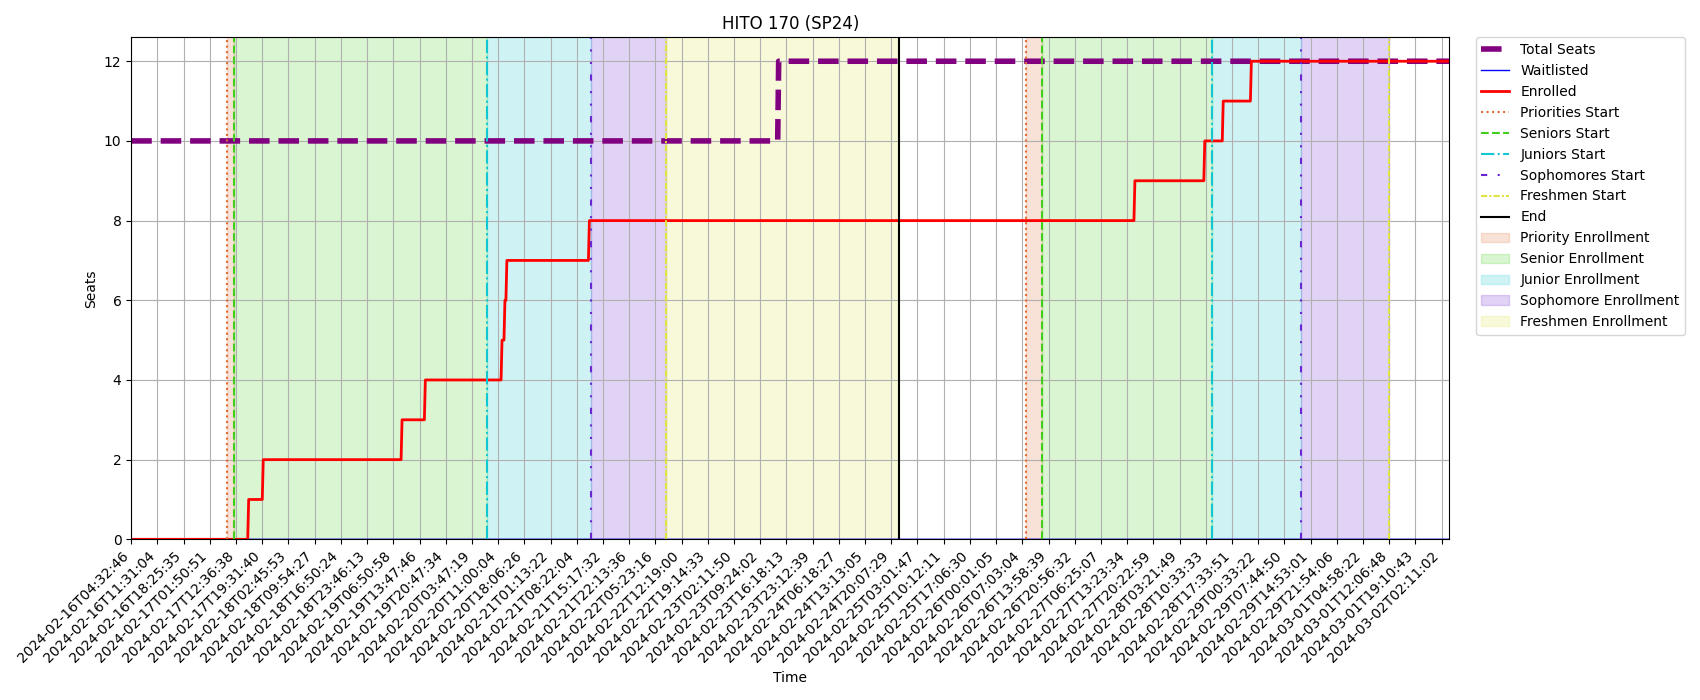 HITO 170 (SP24)
Total Seats
Waitlisted
Enrolled
Priorities Start
Seniors Start
Juniors Start
Sophomores Start
Freshmen Start
End
Priority Enrollment
Senior Enrollment
Junior Enrollment
Sophomore Enrollment
Freshmen Enrollment
Seats
12
10
8
6
4
2
0
2024-02-16T04:32:46
2024-02-16T11:31:04
2024-02-16T18:25:35
2024-02-17T01:50:51
2024-02-17T12:36:38
2024-02-17T19:31:40
2024-02-18T02:45:53
2024-02-18T09:54:27
2024-02-18T16:50:24
2024-02-18T23:46:13
2024-02-19T06:50:58
2024-02-19T13:47:46
2024-02-19T20:47:34
2024-02-20T03:47:19
2024-02-20T11:00:04
2024-02-20T18:06:26
2024-02-21T01:13:22
2024-02-21T08:22:04
2024-02-21T15:17:32
2024-02-21T22:13:36
2024-02-22T05:23:16
2024-02-22T12:19:00
2024-02-22T19:14:33
2024-02-23T02:11:50
2024-02-23T09:24:02
2024-02-23T16:18:13
2024-02-23T23:12:39
2024-02-24T06:18:27
2024-02-24T13:13:05
2024-02-24T20:07:29
2024-02-25T03:01:47
2024-02-25T10:12:11
2024-02-25T17:06:30
2024-02-26T00:01:05
2024-02-26T07:03:04
2024-02-26T13:58:39
2024-02-26T20:56:32
2024-02-27T06:25:07
2024-02-27T13:23:34
2024-02-27T20:22:59
2024-02-28T03:21:49
2024-02-28T10:33:33
2024-02-28T17:33:51
2024-02-29T00:33:22
2024-02-29T07:44:50
2024-02-29T14:53:01
2024-02-29T21:54:06
2024-03-01T04:58:22
2024-03-01T12:06:48
2024-03-01T19:10:43
2024-03-02T02:11:02
Time